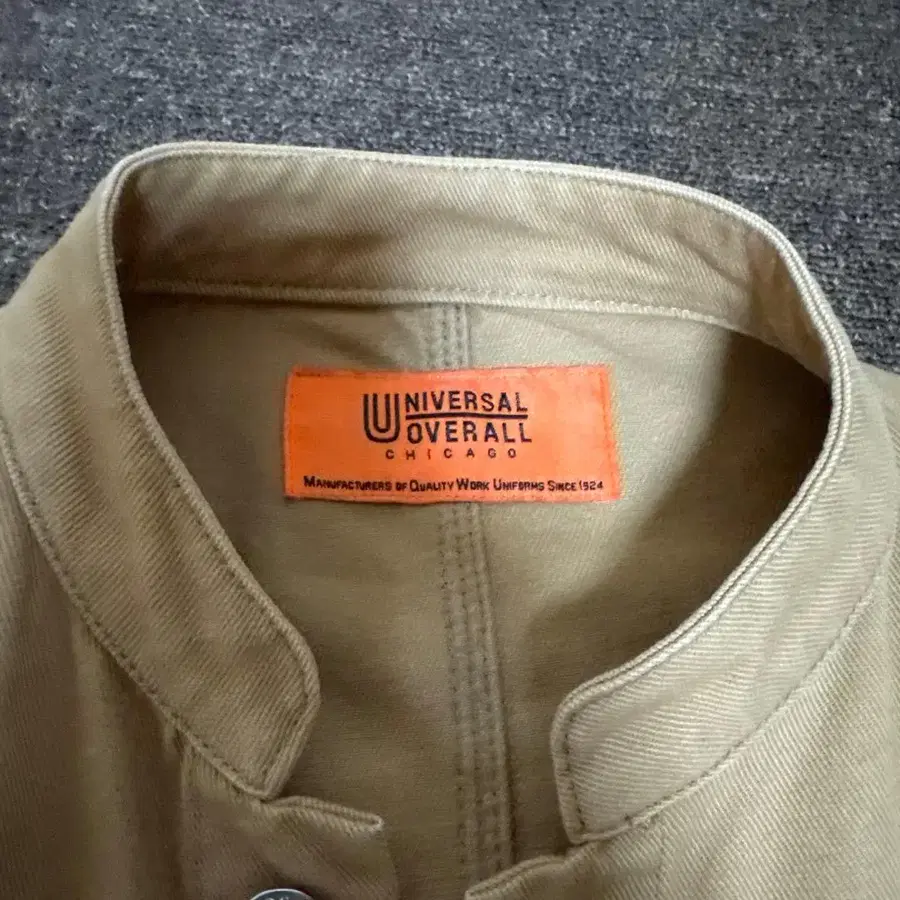 UNIVERSAL
OVERALL
CHICAGO
MANUFACTURERS OF QUALITY WORK UNIFORMS SINCE 1924